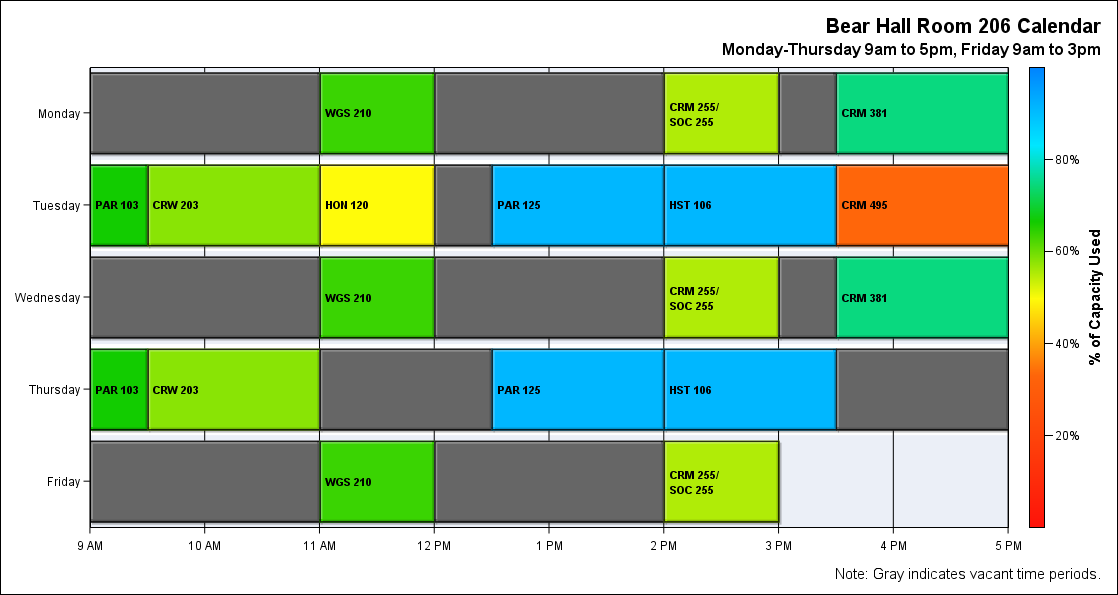 Bear Hall Room 206 Calendar
Monday-Thursday 9am to 5pm, Friday 9am to 3pm
Monday
WGS 210
CRM 255/
SOC 255
CRM 381
Tuesday
PAR 103
CRW 203
HON 120
PAR 125
HST 106
CRM 495
Wednesday
WGS 210
CRM 255/
SOC 255
CRM 381
Thursday
PAR 103
CRW 203
PAR 125
HST 106
Friday
WGS 210
CRM 255/
SOC 255
9 AM
10 AM
11 AM
12 PM
1 PM
2 PM
3 PM
4 PM
5 PM
80%
60%
40%
20%
% of Capacity Used
Note: Gray indicates vacant time periods.